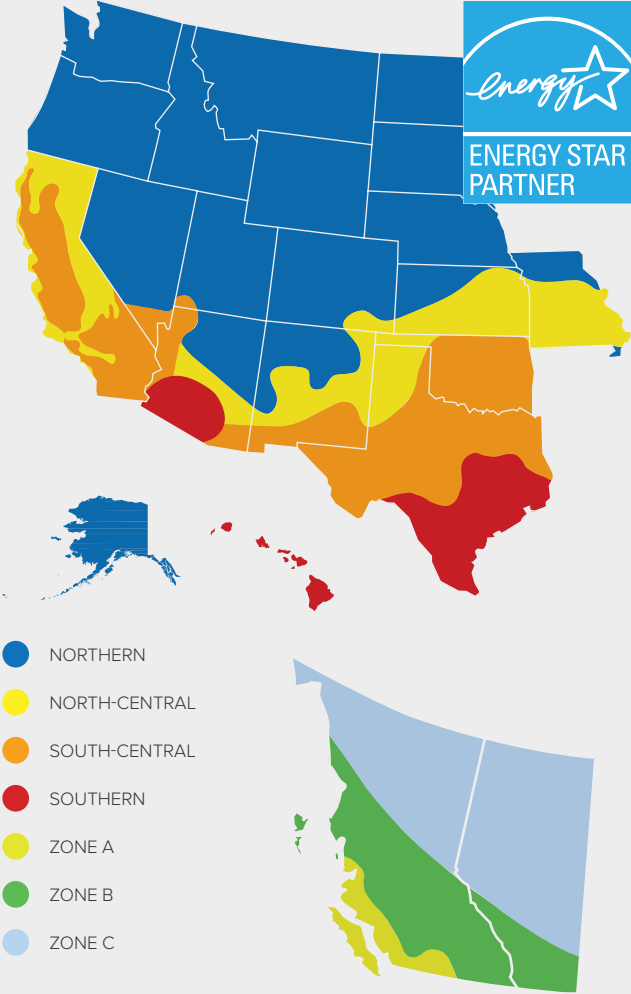 energy
ENERGY STAR
PARTNER
NORTHERN
NORTH-CENTRAL
SOUTH-CENTRAL
SOUTHERN
ZONE A
ZONE B
ZONE C